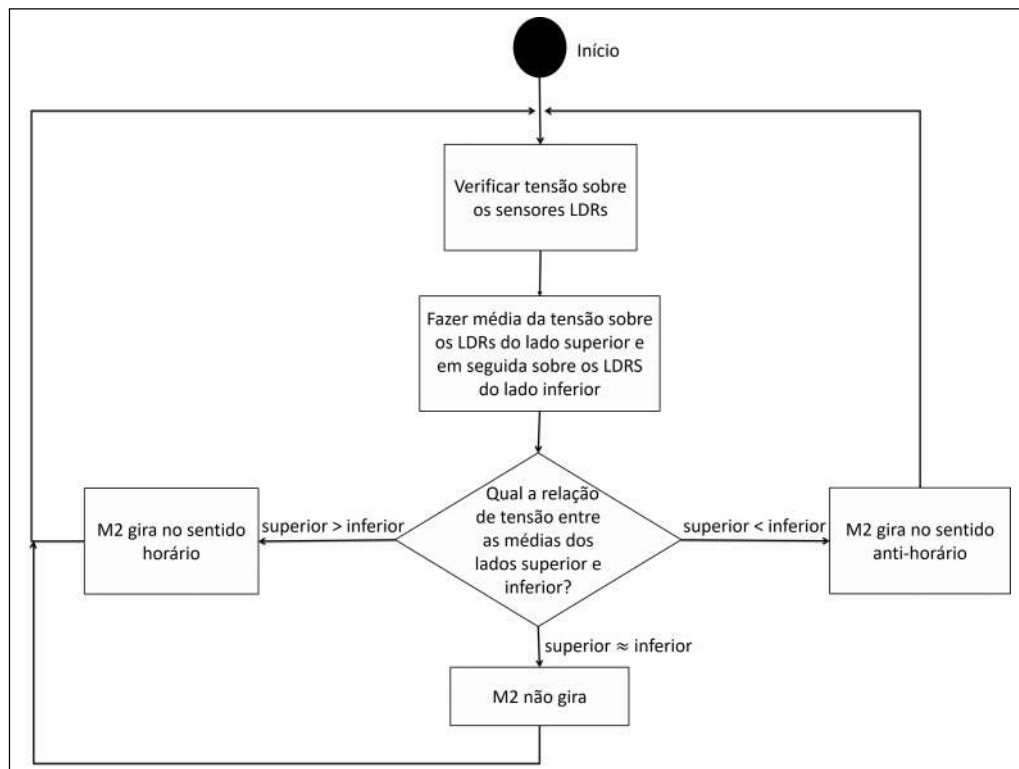 Início
Verificar tensão sobre
os sensores LDRs
Fazer média da tensão sobre
os LDRs do lado superior e
em seguida sobre os LDRS
do lado inferior
Qual a relação
de tensão entre
as médias dos
lados superior e
inferior?
superior > inferior
M2 gira no sentido
horário
superior < inferior
M2 gira no sentido
anti-horário
superior ≈ inferior
M2 não gira